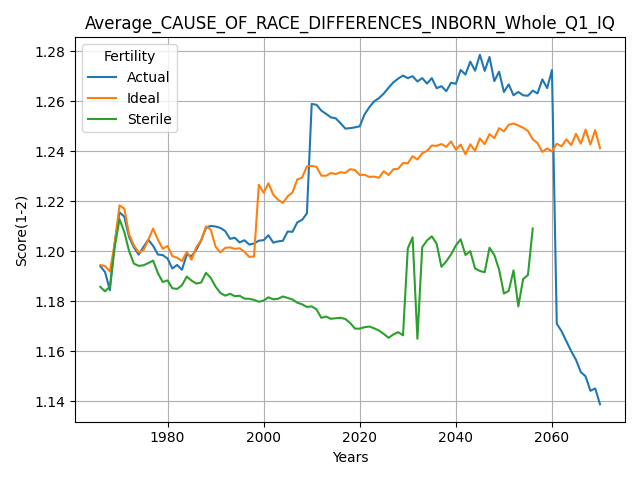 Average_CAUSE_OF_RACE_DIFFERENCES_INBORN_Whole_Q1_IQ
Fertility
Actual
Ideal
Sterile
Score(1-2)
1.28
1.26
1.24
1.22
1.20
1.18
1.16
1.14
1980
2000
2020
2040
2060
Years